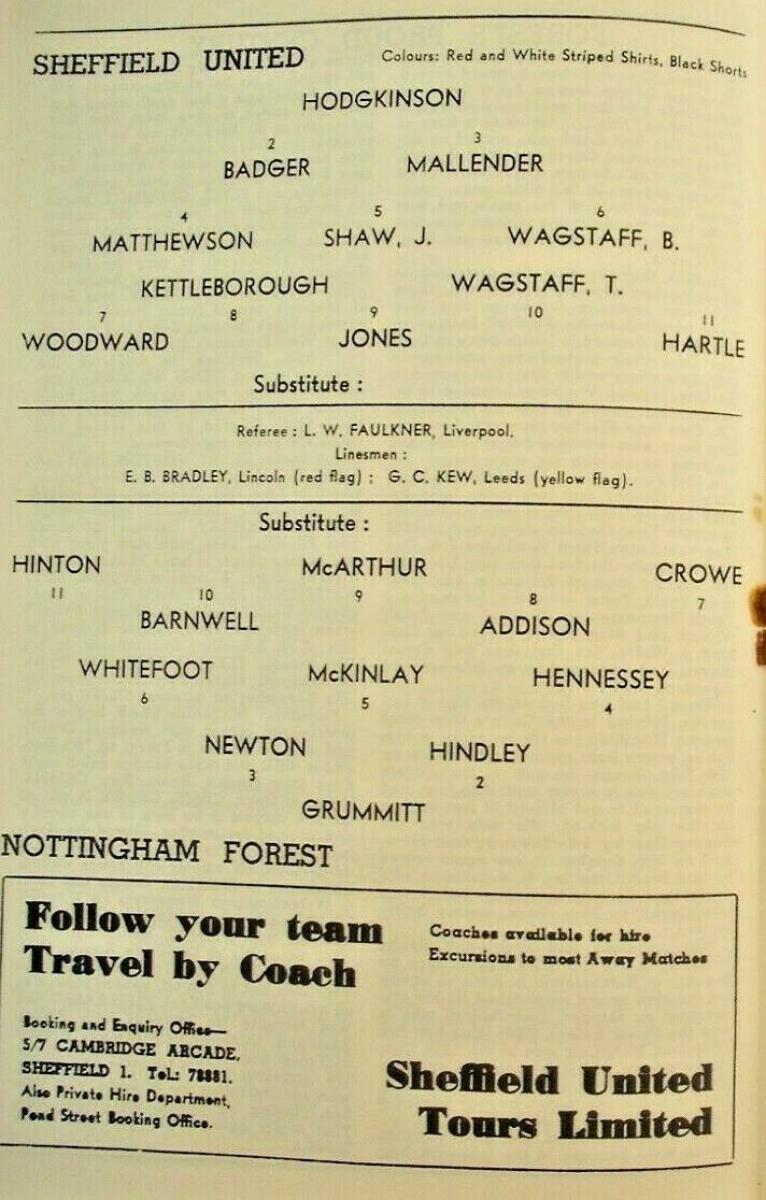 SHEFFIELD UNITED Colours: Red and White Striped Shirts, Black Shorts
HODGKINSON
2 3
BADGER MALLENDER
4 5 6
MATTHEWSON SHAW, J. WAGSTAFF, B.
KETTLEBOROUGH WAGSTAFF, T.
7 8 9 10 11
WOODWARD JONES HARTLE
Substitute :
Referee : L. W. FAULKNER, Liverpool.
Linesmen :
E. B. BRADLEY, Lincoln (red flag) ; G. C. KEW, Leeds (yellow flag).
Substitute :
HINTON McARTHUR CROWE
11 10 9 8 7
BARNWELL ADDISON
WHITEFOOT McKINLAY HENNESSEY
6 5 4
NEWTON HINDLEY
3 2
GRUMMITT
NOTTINGHAM FOREST
Follow your team
Travel by Coach
Coaches available for hire
Excursions to most Away Matches
Booking and Enquiry Office—
5/7 CAMBRIDGE ARCADE,
SHEFFIELD 1. Tel: 78881.
Also Private Hire Department,
Pond Street Booking Office.
Sheffield United
Tours Limited